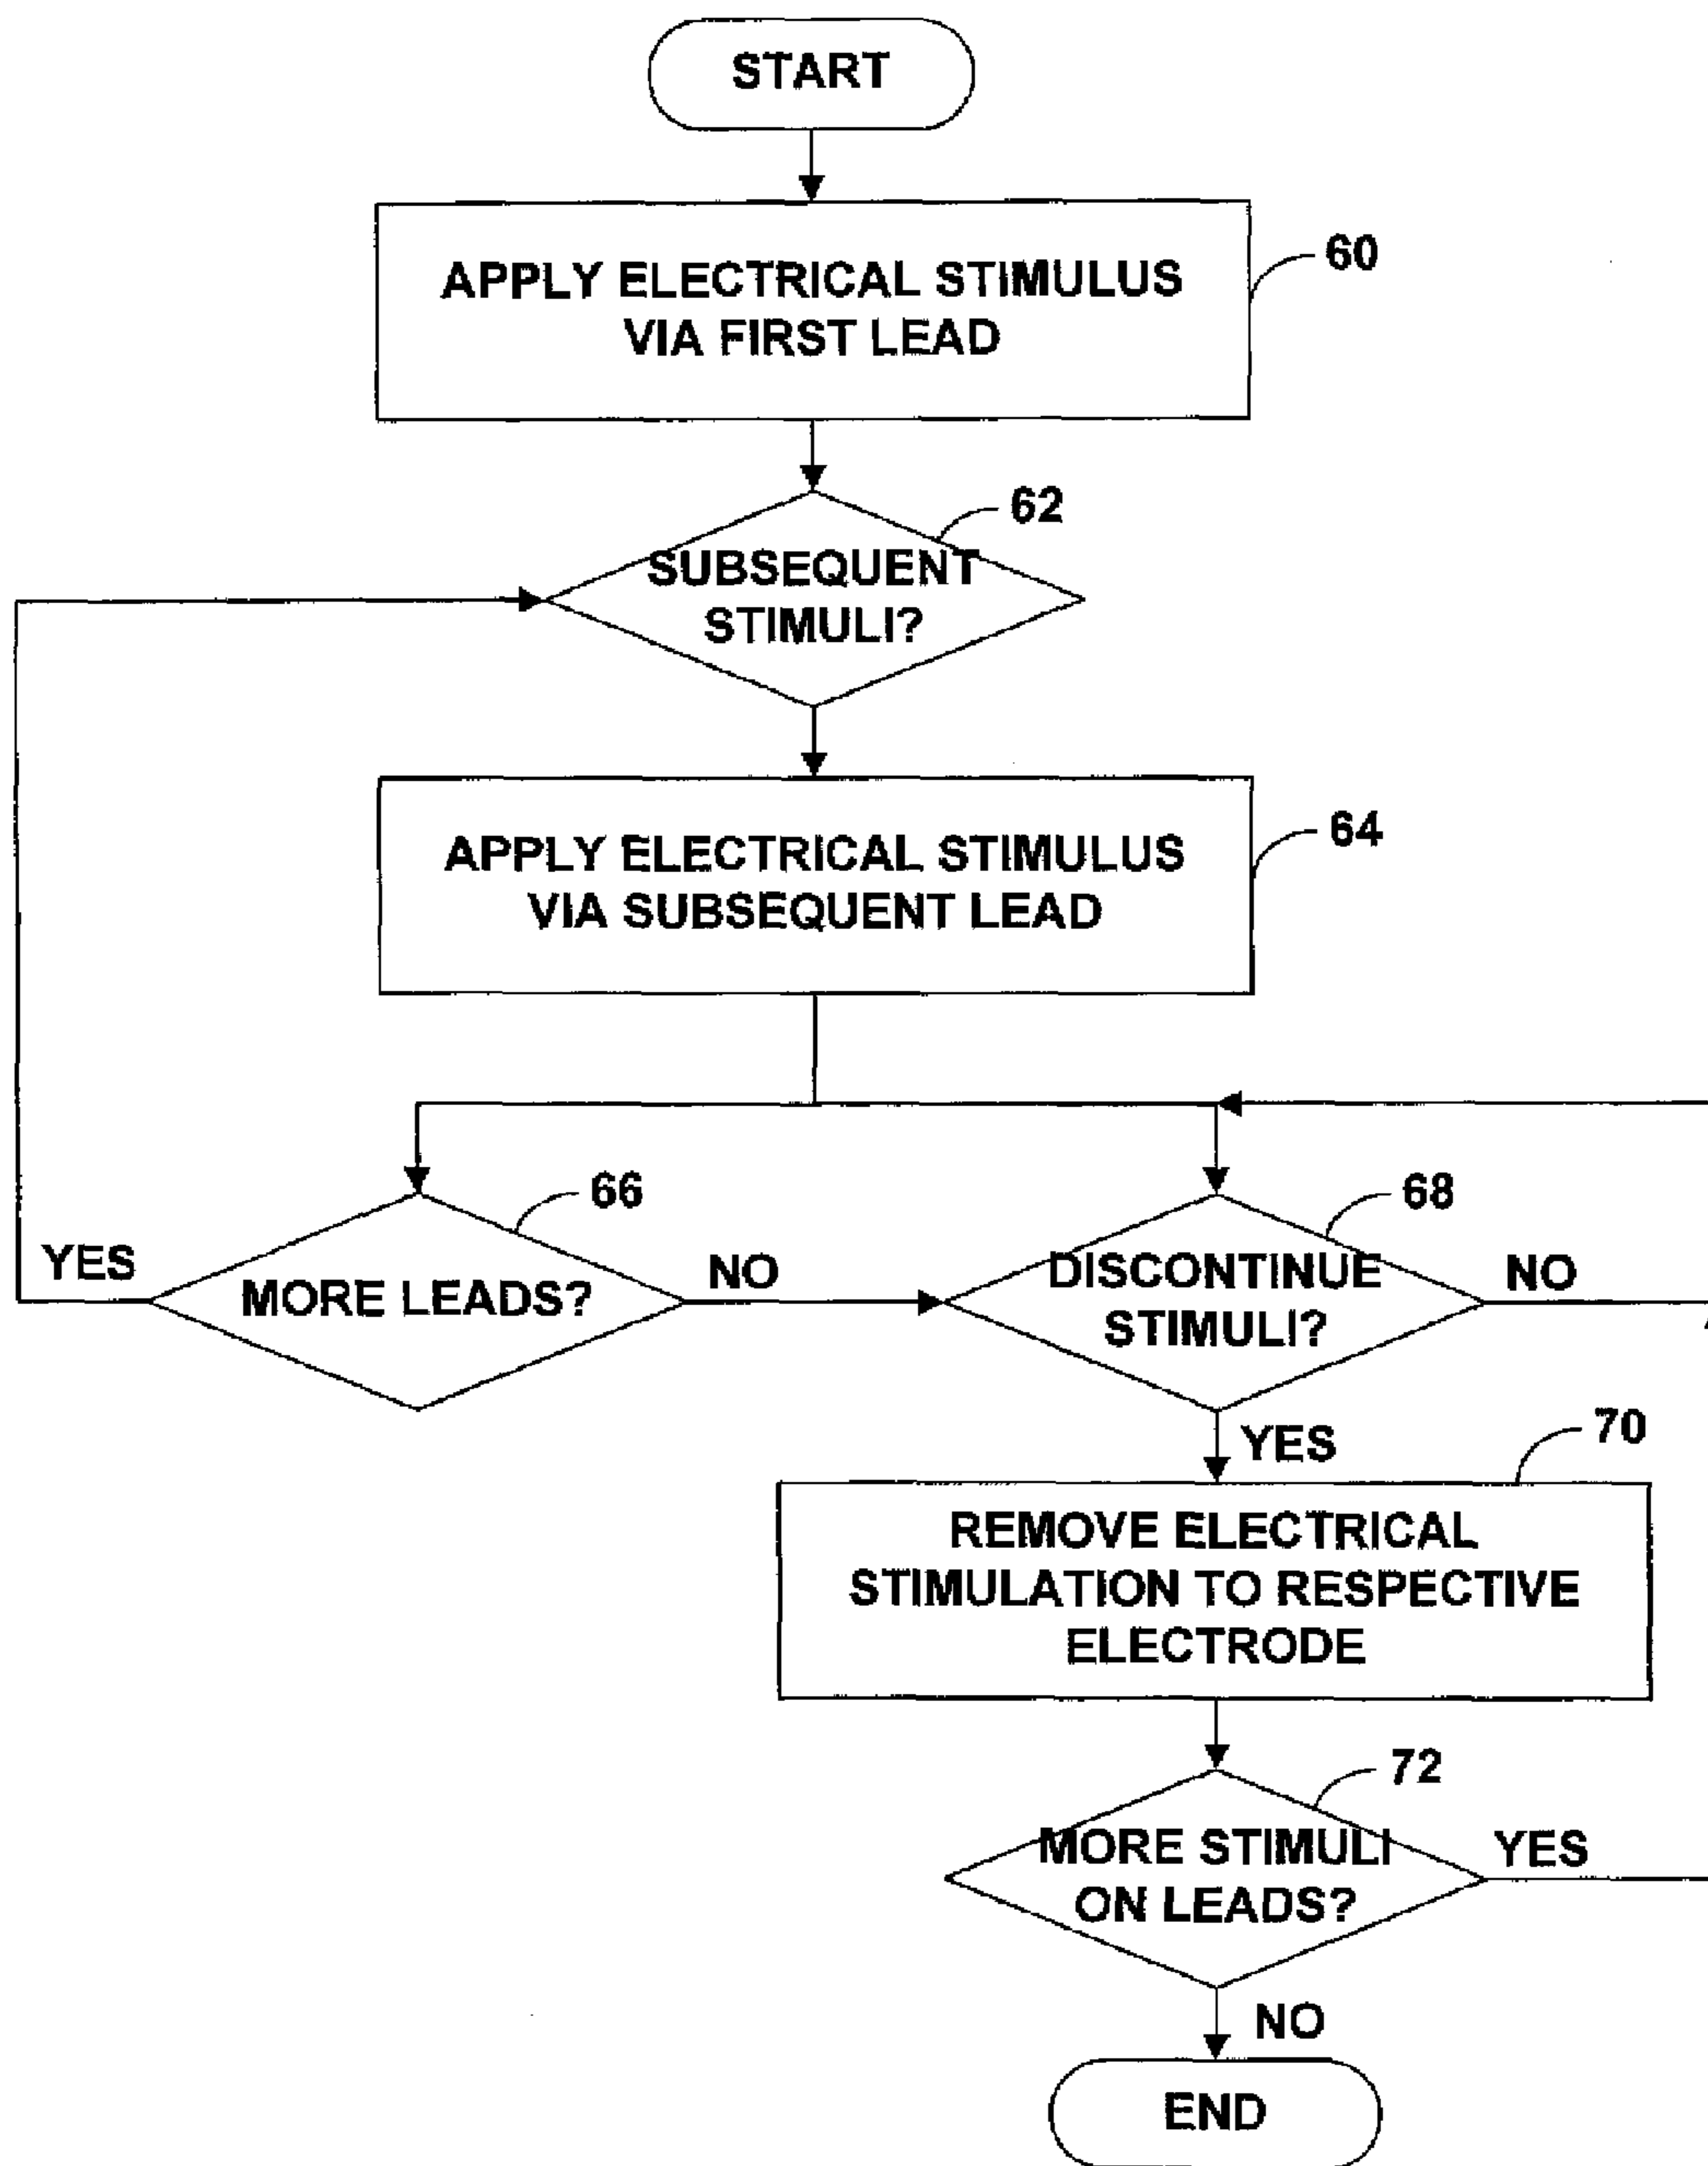 START
APPLY ELECTRICAL STIMULUS
VIA FIRST LEAD
60
SUBSEQUENT
STIMULI?
62
APPLY ELECTRICAL STIMULUS
VIA SUBSEQUENT LEAD
64
YES
MORE LEADS?
66
NO
DISCONTINUE
STIMULI?
68
NO
YES
REMOVE ELECTRICAL
STIMULATION TO RESPECTIVE
ELECTRODE
70
MORE STIMULI
ON LEADS?
72
YES
NO
END